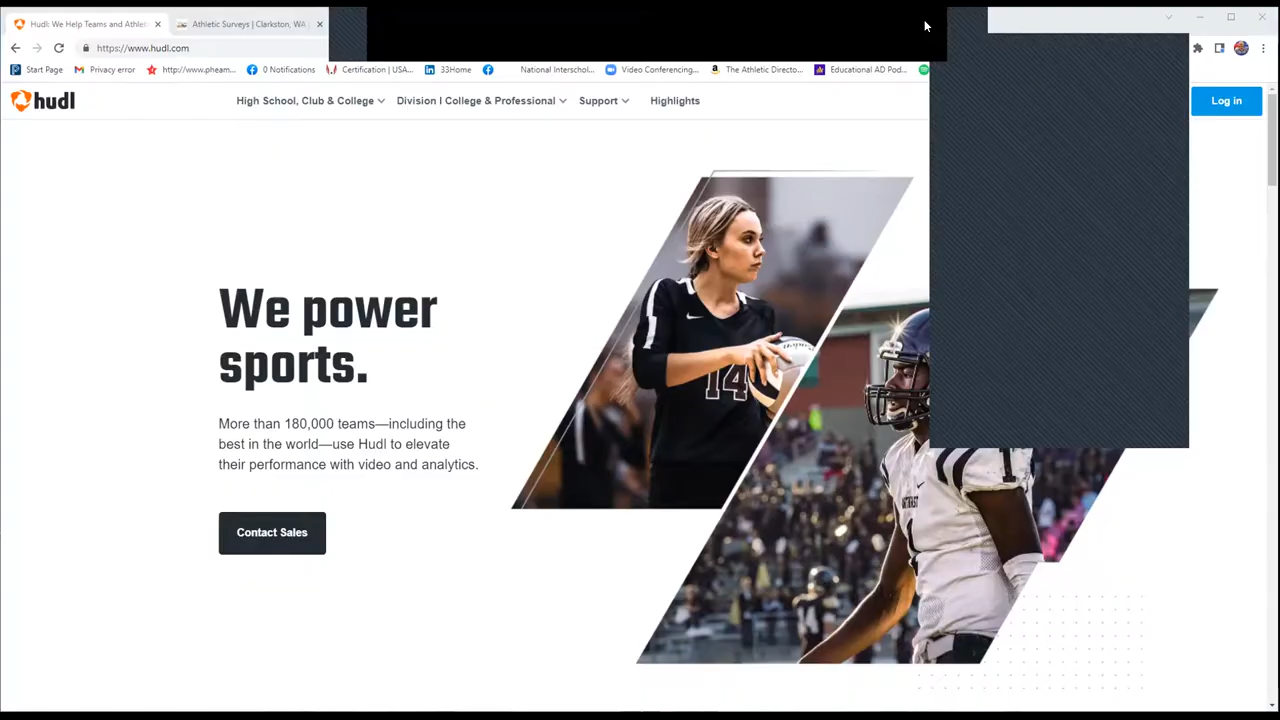 Hudl: We Help Teams and Athlet
Athletic Surveys | Clarkston, WA
https://www.hudl.com
Start Page
Privacy error
http://www.pheam...
0 Notifications
Certification | USA...
33Home
National Interschol...
Video Conferencing...
The Athletic Directo...
Educational AD Pod...
hudl
High School, Club & College
Division I College & Professional
Support
Highlights
Log in
We power
sports.
More than 180,000 teams—including the
best in the world—use Hudl to elevate
their performance with video and analytics.
Contact Sales
14